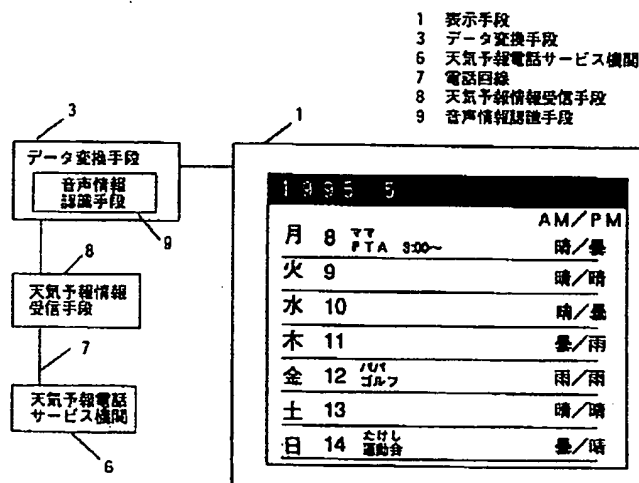 1 表示手段
3 データ変換手段
6 天気予報電話サービス機関
7 電話回線
8 天気予報情報受信手段
9 音声情報認識手段
3
1
データ変換手段
音声情報
認識手段
9
8
天気予報情報
受信手段
7
天気予報電話
サービス機関
6
1995 5
AM/PM
月 8 ママ
PTA 3:00~ 晴/曇
火 9 晴/晴
水 10 晴/曇
木 11 曇/雨
金 12 パパ
ゴルフ 雨/雨
土 13 晴/晴
日 14 たけし
運動会 曇/晴